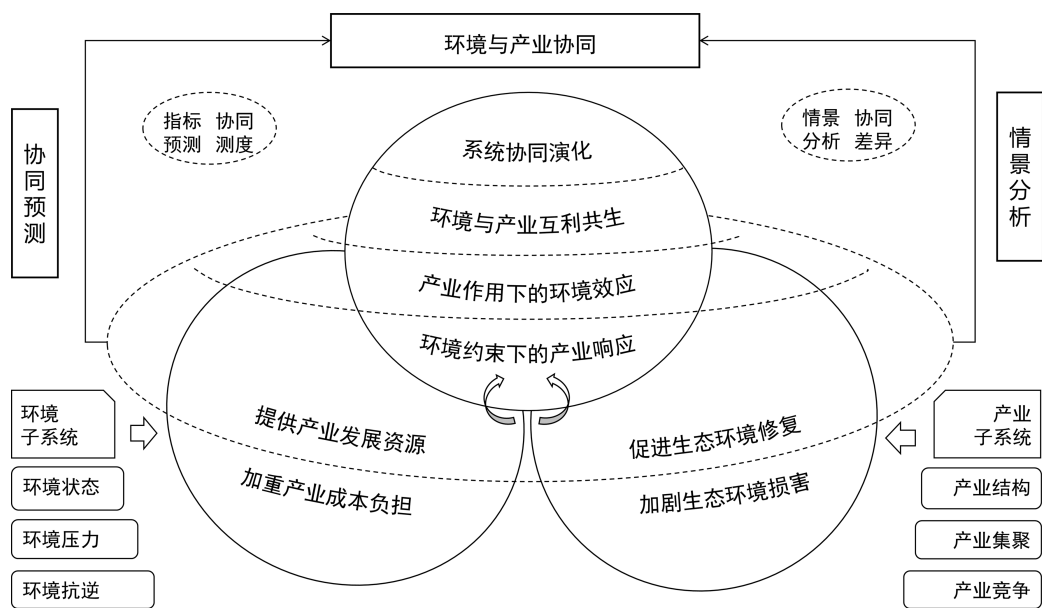 环境与产业协同
指标 协同
预测 测度
情景 协同
分析 差异
协同预测
情景分析
系统协同演化
环境与产业互利共生
产业作用下的环境效应
环境约束下的产业响应
提供产业发展资源
加重产业成本负担
促进生态环境修复
加剧生态环境损害
环境
子系统
环境状态
环境压力
环境抗逆
产业
子系统
产业结构
产业集聚
产业竞争